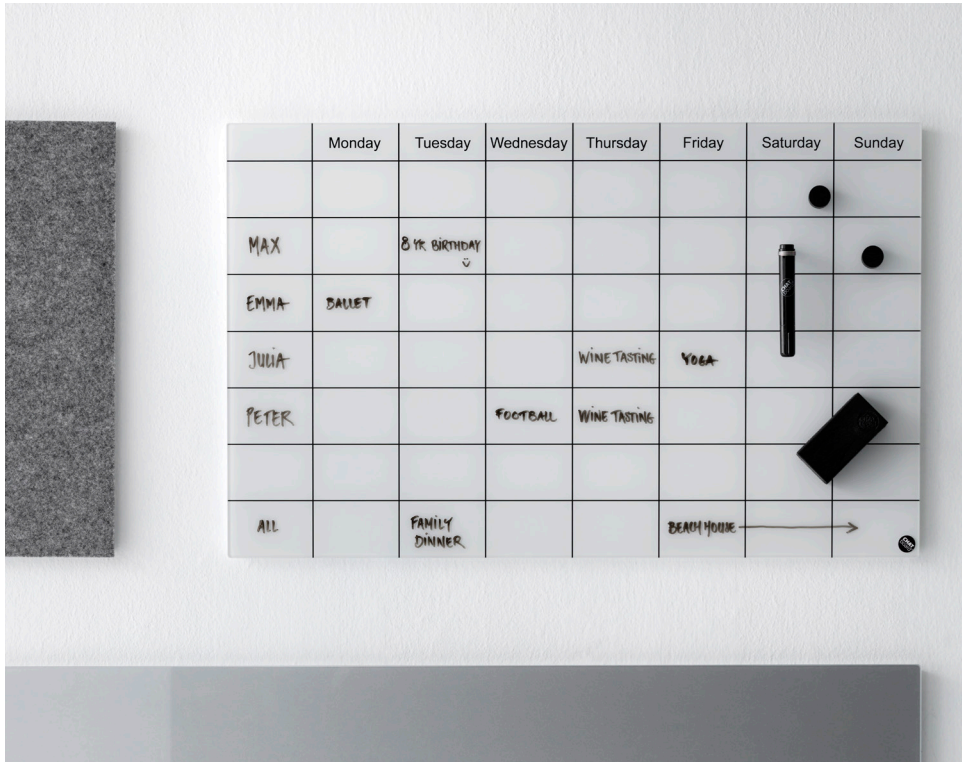 Monday Tuesday Wednesday Thursday Friday Saturday Sunday
MAX 8 YR BIRTHDAY
EMMA BALLET
JULIA WINE TASTING YOGA
PETER FOOTBALL WINE TASTING
ALL FAMILY DINNER BEACH HOUSE